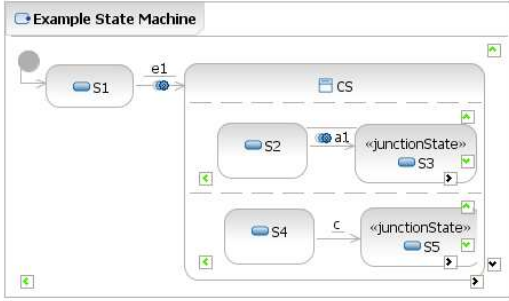 Example State Machine
e1
S1
CS
S2
a1
«junctionState»
S3
S4
c
«junctionState»
S5